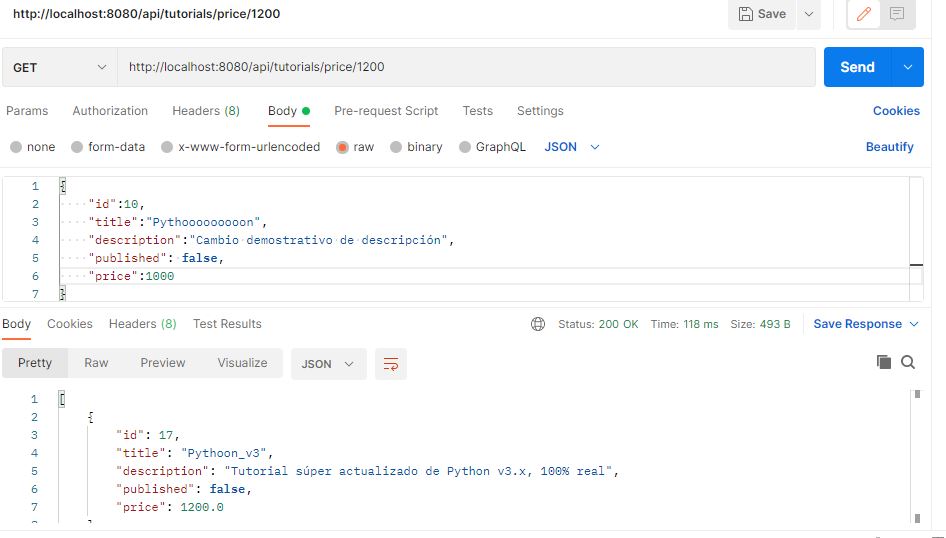 http://localhost:8080/api/tutorials/price/1200
Save
GET
http://localhost:8080/api/tutorials/price/1200
Send
Params Authorization Headers (8) Body Pre-request Script Tests Settings Cookies
none form-data x-www-form-urlencoded raw binary GraphQL JSON Beautify
1 {
2 "id":10,
3 "title":"Pythooooooooon",
4 "description":"Cambio demostrativo de descripción",
5 "published": false,
6 "price":1000
7 }
Body Cookies Headers (8) Test Results Status: 200 OK Time: 118 ms Size: 493 B Save Response
Pretty Raw Preview Visualize JSON
1 [
2 {
3 "id": 17,
4 "title": "Pythoon_v3",
5 "description": "Tutorial súper actualizado de Python v3.x, 100% real",
6 "published": false,
7 "price": 1200.0